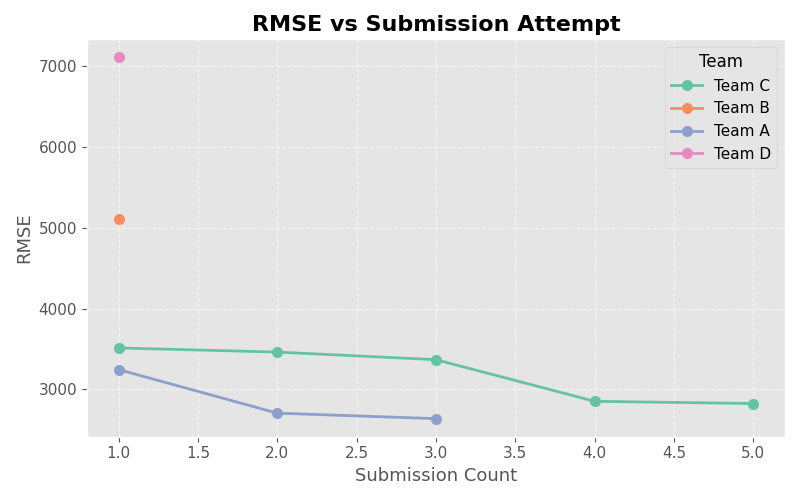 RMSE vs Submission Attempt
Team
Team C
Team B
Team A
Team D
RMSE
7000
6000
5000
4000
3000
1.0 1.5 2.0 2.5 3.0 3.5 4.0 4.5 5.0
Submission Count